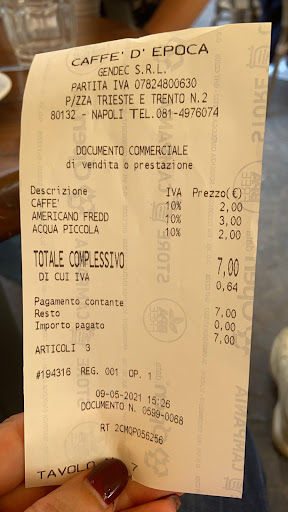 CAFFE' D' EPOCA
GENDEC S.R.L.
PARTITA IVA 07824800630
P/ZZA TRIESTE E TRENTO N.2
80132 - NAPOLI TEL.081-4976074
DOCUMENTO COMMERCIALE
di vendita o prestazione
Descrizione IVA Prezzo(€)
CAFFE' 10% 2,00
AMERICANO FREDD 10% 3,00
ACQUA PICCOLA 10% 2,00
TOTALE COMPLESSIVO 7,00
DI CUI IVA 0,64
Pagamento contante 7,00
Resto 0,00
Importo pagato 7,00
ARTICOLI 3
#194316 REG. 001 OP. 1
09-05-2021 15:26
DOCUMENTO N. 0599-0068
RT 2CMQP056256
TAVOLO 7